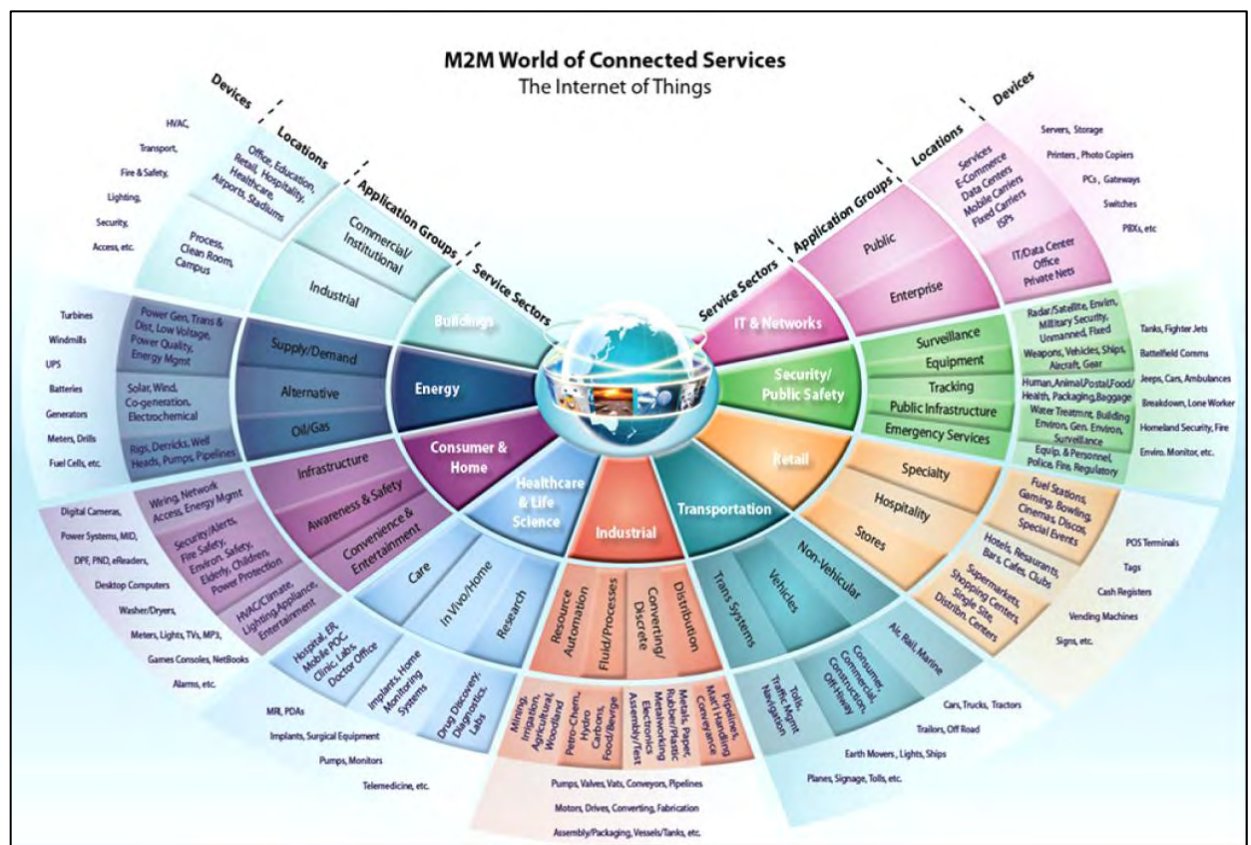 M2M World of Connected Services
The Internet of Things
Devices
Locations
Application Groups
Service Sectors
Buildings
Commercial/
Institutional
Industrial
Office, Education,
Retail, Hospitality,
Healthcare,
Airports, Stadiums
Process,
Clean Room,
Campus
HVAC,
Transport,
Fire & Safety,
Lighting,
Security,
Access, etc.
Energy
Supply/Demand
Alternative
Oil/Gas
Power Gen, Trans &
Dist, Low Voltage,
Power Quality,
Energy Mgmt
Solar, Wind,
Co-generation,
Electrochemical
Rigs, Derricks, Well
Heads, Pumps, Pipelines
Turbines
Windmills
UPS
Batteries
Generators
Meters, Drills
Fuel Cells, etc.
Consumer &
Home
Infrastructure
Awareness & Safety
Convenience &
Entertainment
Wiring, Network
Access, Energy Mgmt
Security/Alerts,
Fire Safety,
Environ. Safety,
Elderly, Children,
Power Protection
HVAC/Climate,
Lighting,Appliance,
Entertainment
Digital Cameras,
Power Systems, MID,
DPF, PND, eReaders,
Desktop Computers
Washer/Dryers,
Meters, Lights, TVs, MP3,
Games Consoles, NetBooks
Alarms, etc.
Healthcare
& Life
Science
Care
In Vivo/Home
Research
Hospital, ER,
Mobile POC,
Clinic, Labs,
Doctor Office
Implants, Home
Monitoring
Systems
Drug Discovery,
Diagnostics,
Labs
MRI, PDAs
Implants, Surgical Equipment
Pumps, Monitors
Telemedicine, etc.
Industrial
Resource
Automation
Fluid/Processes
Converting/
Discrete
Distribution
Mining,
Irrigation,
Agricultural,
Woodland
Petro-Chem,
Hydro
Carbons,
Food/Bevrge
Metals, Paper,
Rubber/Plastic
Metalworking
Electronics
Assembly/Test
Pipelines,
Mat'l Handling
Conveyance
Pumps, Valves, Vats, Conveyors, Pipelines
Motors, Drives, Converting, Fabrication
Assembly/Packaging, Vessels/Tanks, etc.
Transportation
Trans Systems
Vehicles
Non-Vehicular
Tolls,
Traffic Mgmt
Navigation
Consumer,
Commercial,
Construction,
Off-Hiway
Air, Rail, Marine
Cars, Trucks, Tractors
Trailors, Off Road
Earth Movers, Lights, Ships
Planes, Signage, Tolls, etc.
Retail
Specialty
Hospitality
Stores
Fuel Stations,
Gaming, Bowling,
Cinemas, Discos,
Special Events
Hotels, Restaurants,
Bars, Cafes, Clubs
Supermarkets,
Shopping Centers,
Single Site,
Distribn. Centers
POS Terminals
Tags
Cash Registers
Vending Machines
Signs, etc.
Security/
Public Safety
Surveillance
Equipment
Tracking
Public Infrastructure
Emergency Services
Radar/Satellite, Envirn,
Millitary Security,
Unmanned, Fixed
Weapons, Vehicles, Ships,
Aircraft, Gear
Human,Animal,Postal,Food/
Health, Packaging,Baggage
Water Treatmnt, Building
Environ, Gen. Environ,
Surveillance
Equip. & Personnel,
Police, Fire, Regulatory
Tanks, Fighter Jets
Battelfield Comms
Jeeps, Cars, Ambulances
Breakdown, Lone Worker
Homeland Security, Fire
Enviro. Monitor, etc.
IT & Networks
Public
Enterprise
Services
E-Commerce
Data Centers
Mobile Carriers
Fixed Carriers
ISPs
IT/Data Center
Office
Private Nets
Servers, Storage
Printers, Photo Copiers
PCs, Gateways
Switches
PBXs, etc
Service Sectors
Application Groups
Locations
Devices